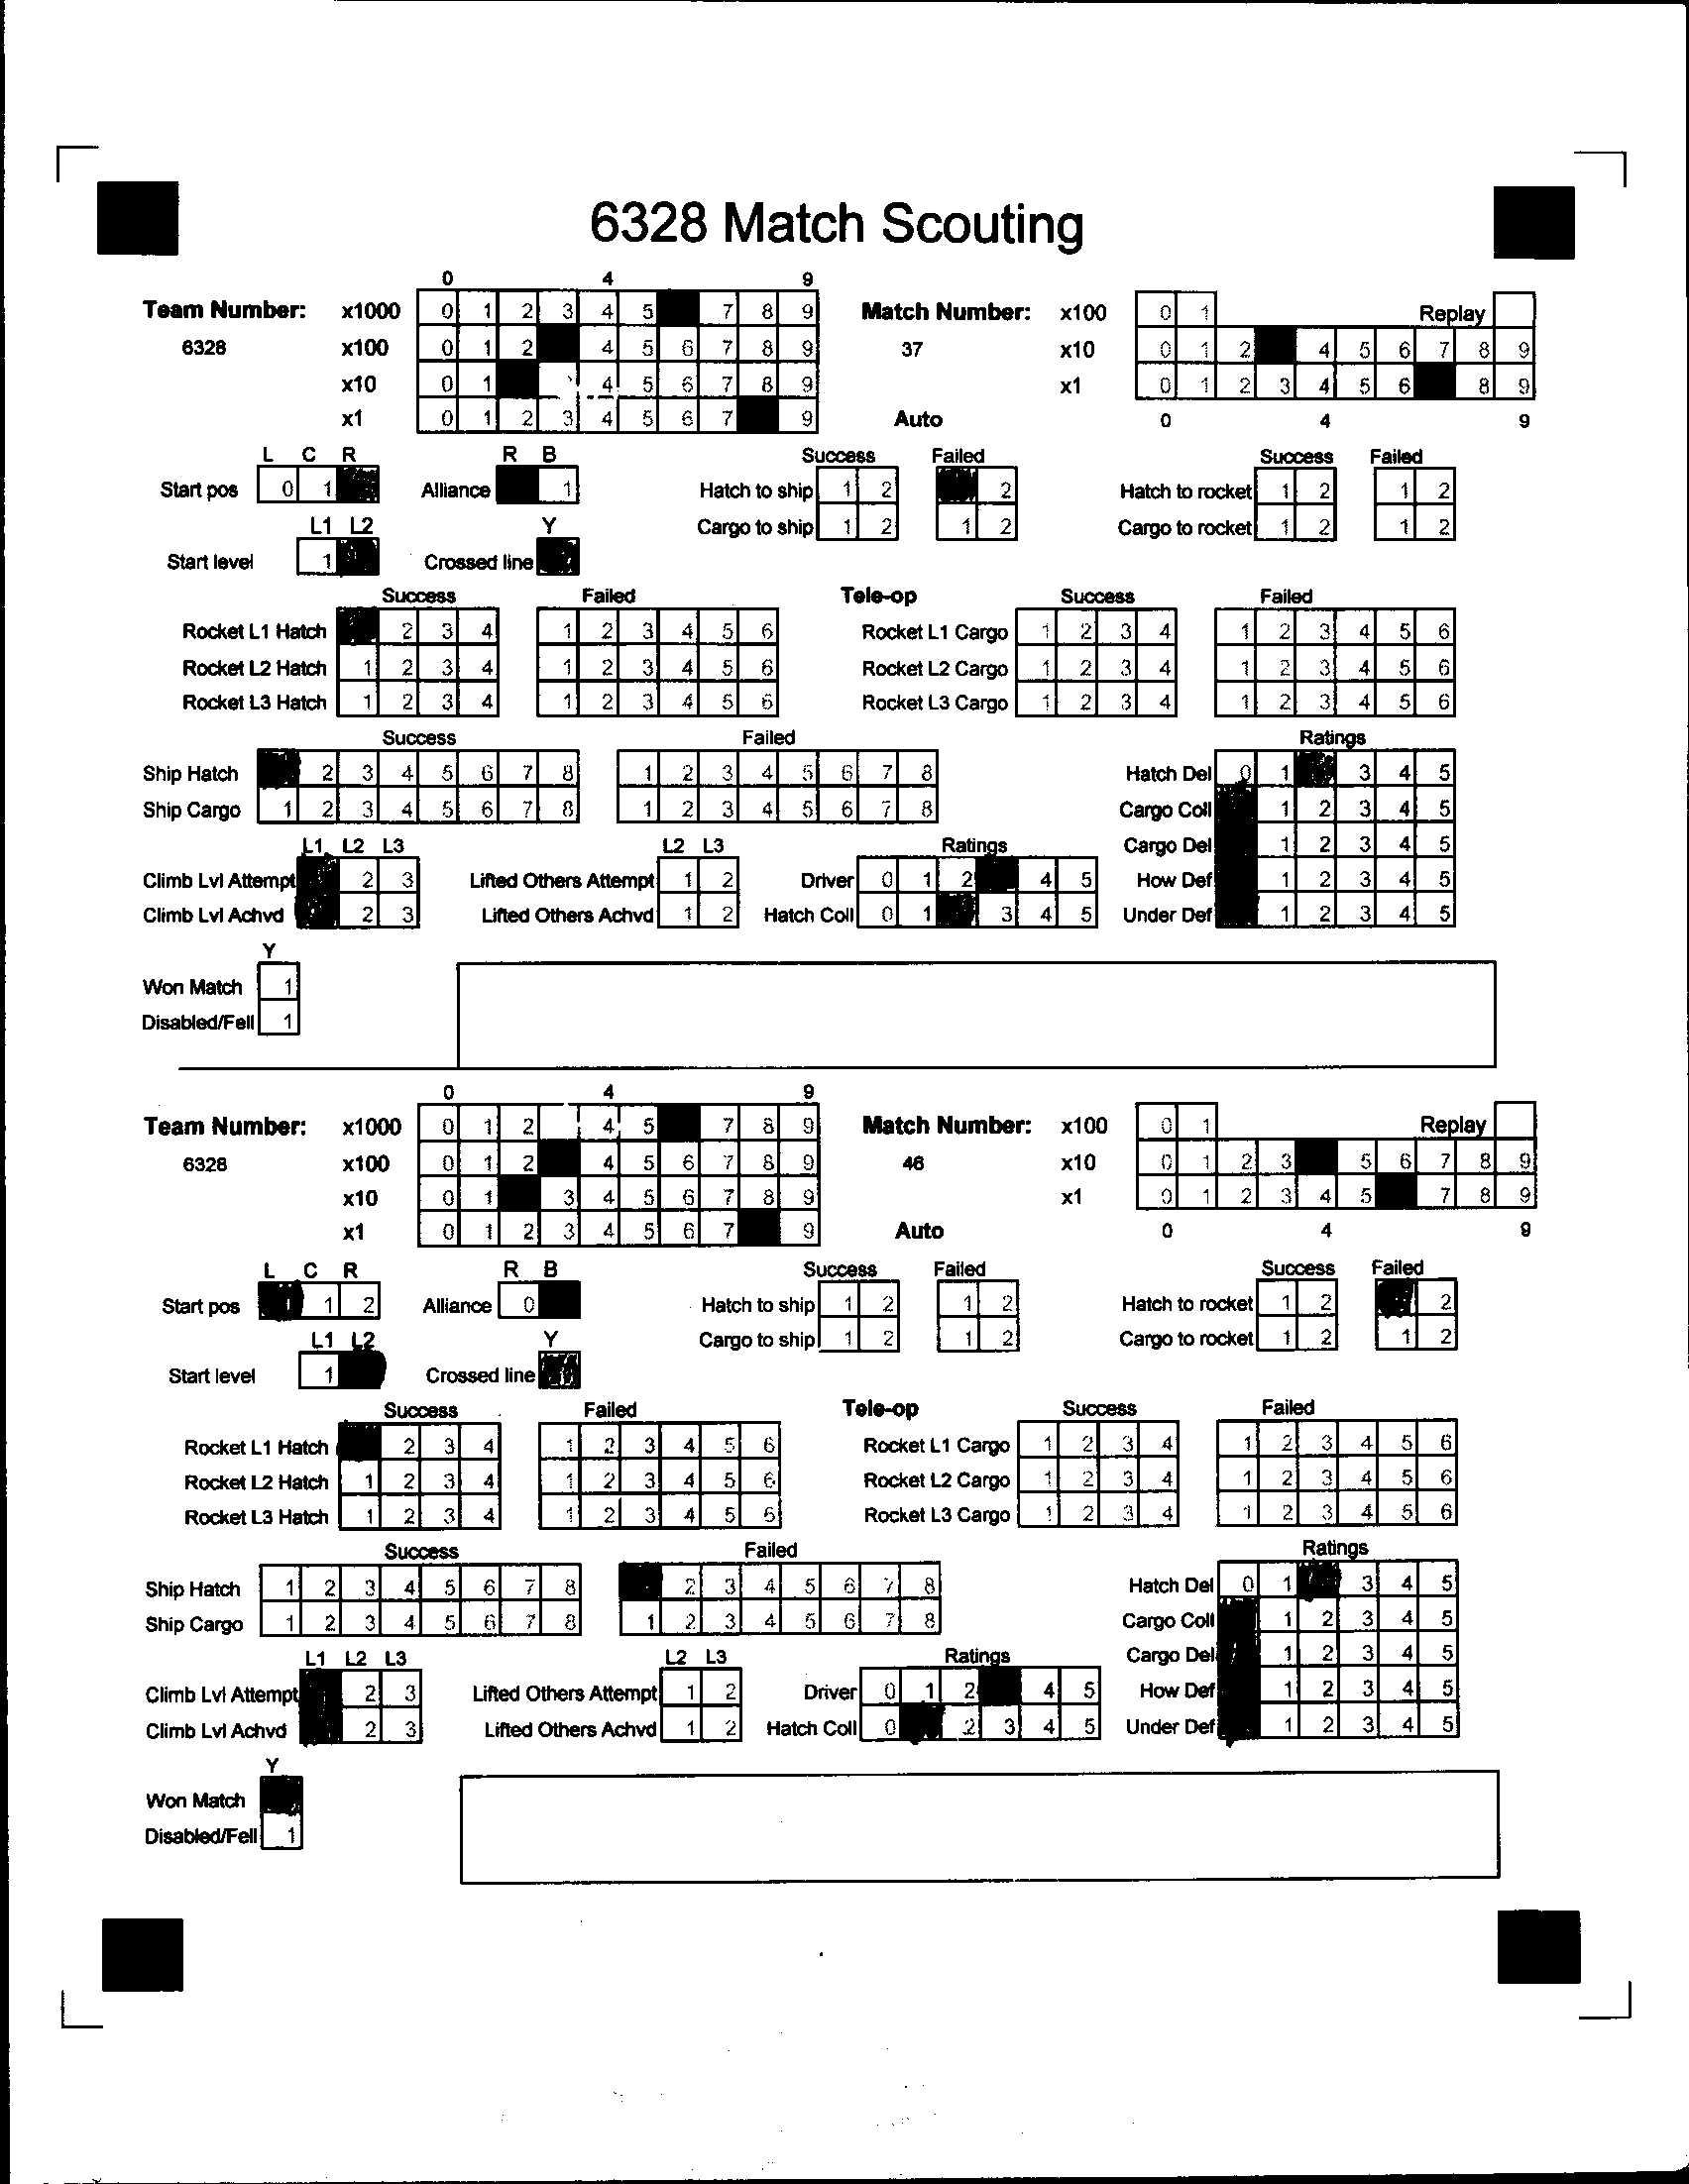 6328 Match Scouting
0 4 9
Team Number: x1000 0 1 2 3 4 5 7 8 9 Match Number: x100 0 1 Replay
6328 x100 0 1 2 4 5 6 7 8 9 37 x10 0 1 2 4 5 6 7 8 9
x10 0 1 4 5 6 7 8 9 x1 0 1 2 3 4 5 6 8 9
x1 0 1 2 3 4 5 6 7 9 Auto 0 4 9
L C R R B Success Failed Success Failed
Start pos 0 1 Alliance 1 Hatch to ship 1 2 2 Hatch to rocket 1 2 1 2
L1 L2 Y Cargo to ship 1 2 1 2 Cargo to rocket 1 2 1 2
Start level 1 Crossed line
Success Failed Tele-op Success Failed
Rocket L1 Hatch 2 3 4 1 2 3 4 5 6 Rocket L1 Cargo 1 2 3 4 1 2 3 4 5 6
Rocket L2 Hatch 1 2 3 4 1 2 3 4 5 6 Rocket L2 Cargo 1 2 3 4 1 2 3 4 5 6
Rocket L3 Hatch 1 2 3 4 1 2 3 4 5 6 Rocket L3 Cargo 1 2 3 4 1 2 3 4 5 6
Success Failed Ratings
Ship Hatch 2 3 4 5 6 7 8 1 2 3 4 5 6 7 8 Hatch Del 0 1 3 4 5
Ship Cargo 1 2 3 4 5 6 7 8 1 2 3 4 5 6 7 8 Cargo Coll 1 2 3 4 5
L1 L2 L3 L2 L3 Ratings Cargo Del 1 2 3 4 5
Climb Lvl Attempt 2 3 Lifted Others Attempt 1 2 Driver 0 1 2 4 5 How Def 1 2 3 4 5
Climb Lvl Achvd 2 3 Lifted Others Achvd 1 2 Hatch Coll 0 1 3 4 5 Under Def 1 2 3 4 5
Y
Won Match 1
Disabled/Fell 1
0 4 9
Team Number: x1000 0 1 2 4 5 7 8 9 Match Number: x100 0 1 Replay
6328 x100 0 1 2 4 5 6 7 8 9 46 x10 0 1 2 3 5 6 7 8 9
x10 0 1 3 4 5 6 7 8 9 x1 0 1 2 3 4 5 7 8 9
x1 0 1 2 3 4 5 6 7 9 Auto 0 4 9
L C R R B Success Failed Success Failed
Start pos 1 2 Alliance 0 Hatch to ship 1 2 1 2 Hatch to rocket 1 2 2
L1 L2 Y Cargo to ship 1 2 1 2 Cargo to rocket 1 2 1 2
Start level 1 Crossed line
Success Failed Tele-op Success Failed
Rocket L1 Hatch 2 3 4 1 2 3 4 5 6 Rocket L1 Cargo 1 2 3 4 1 2 3 4 5 6
Rocket L2 Hatch 1 2 3 4 1 2 3 4 5 6 Rocket L2 Cargo 1 2 3 4 1 2 3 4 5 6
Rocket L3 Hatch 1 2 3 4 1 2 3 4 5 6 Rocket L3 Cargo 1 2 3 4 1 2 3 4 5 6
Success Failed Ratings
Ship Hatch 1 2 3 4 5 6 7 8 2 3 4 5 6 7 8 Hatch Del 0 1 3 4 5
Ship Cargo 1 2 3 4 5 6 7 8 1 2 3 4 5 6 7 8 Cargo Coll 1 2 3 4 5
L1 L2 L3 L2 L3 Ratings Cargo Del 1 2 3 4 5
Climb Lvl Attempt 2 3 Lifted Others Attempt 1 2 Driver 0 1 2 4 5 How Def 1 2 3 4 5
Climb Lvl Achvd 2 3 Lifted Others Achvd 1 2 Hatch Coll 0 2 3 4 5 Under Def 1 2 3 4 5
Y
Won Match
Disabled/Fell 1